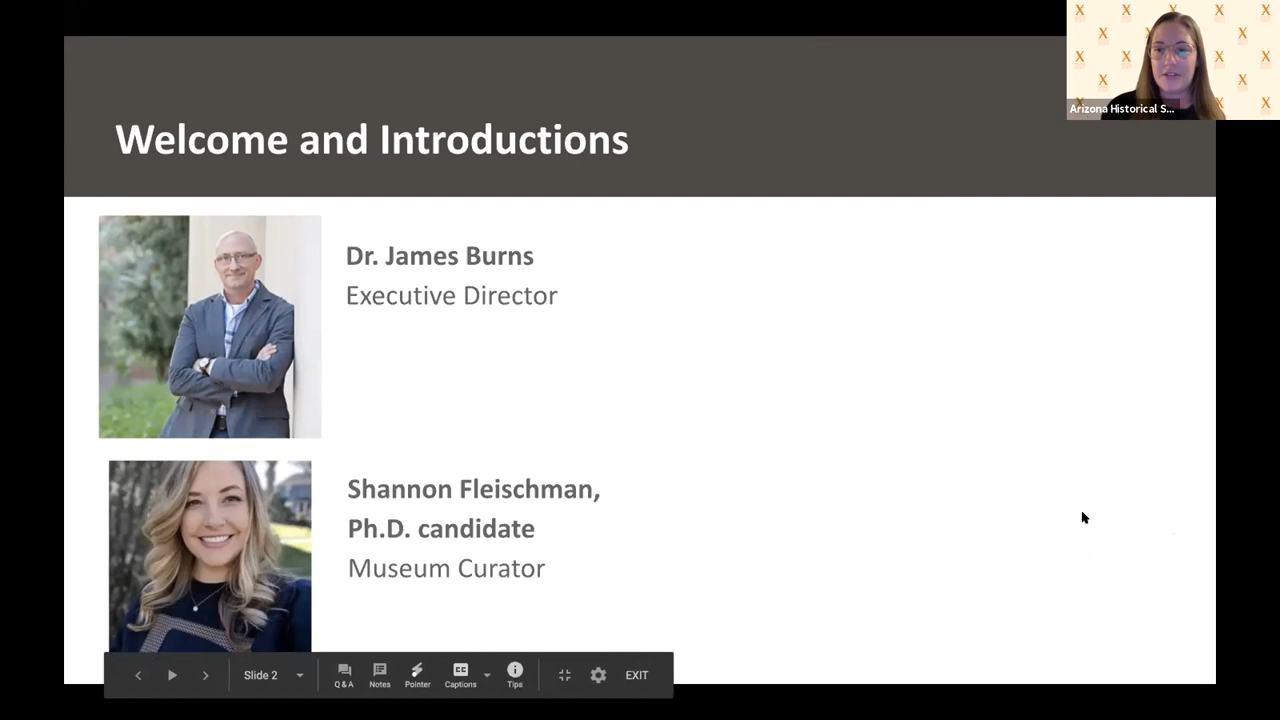 Welcome and Introductions
Arizona Historical S...
Dr. James Burns
Executive Director
Shannon Fleischman,
Ph.D. candidate
Museum Curator
Slide 2
Q & A
Notes
Pointer
CC
Captions
Tips
EXIT